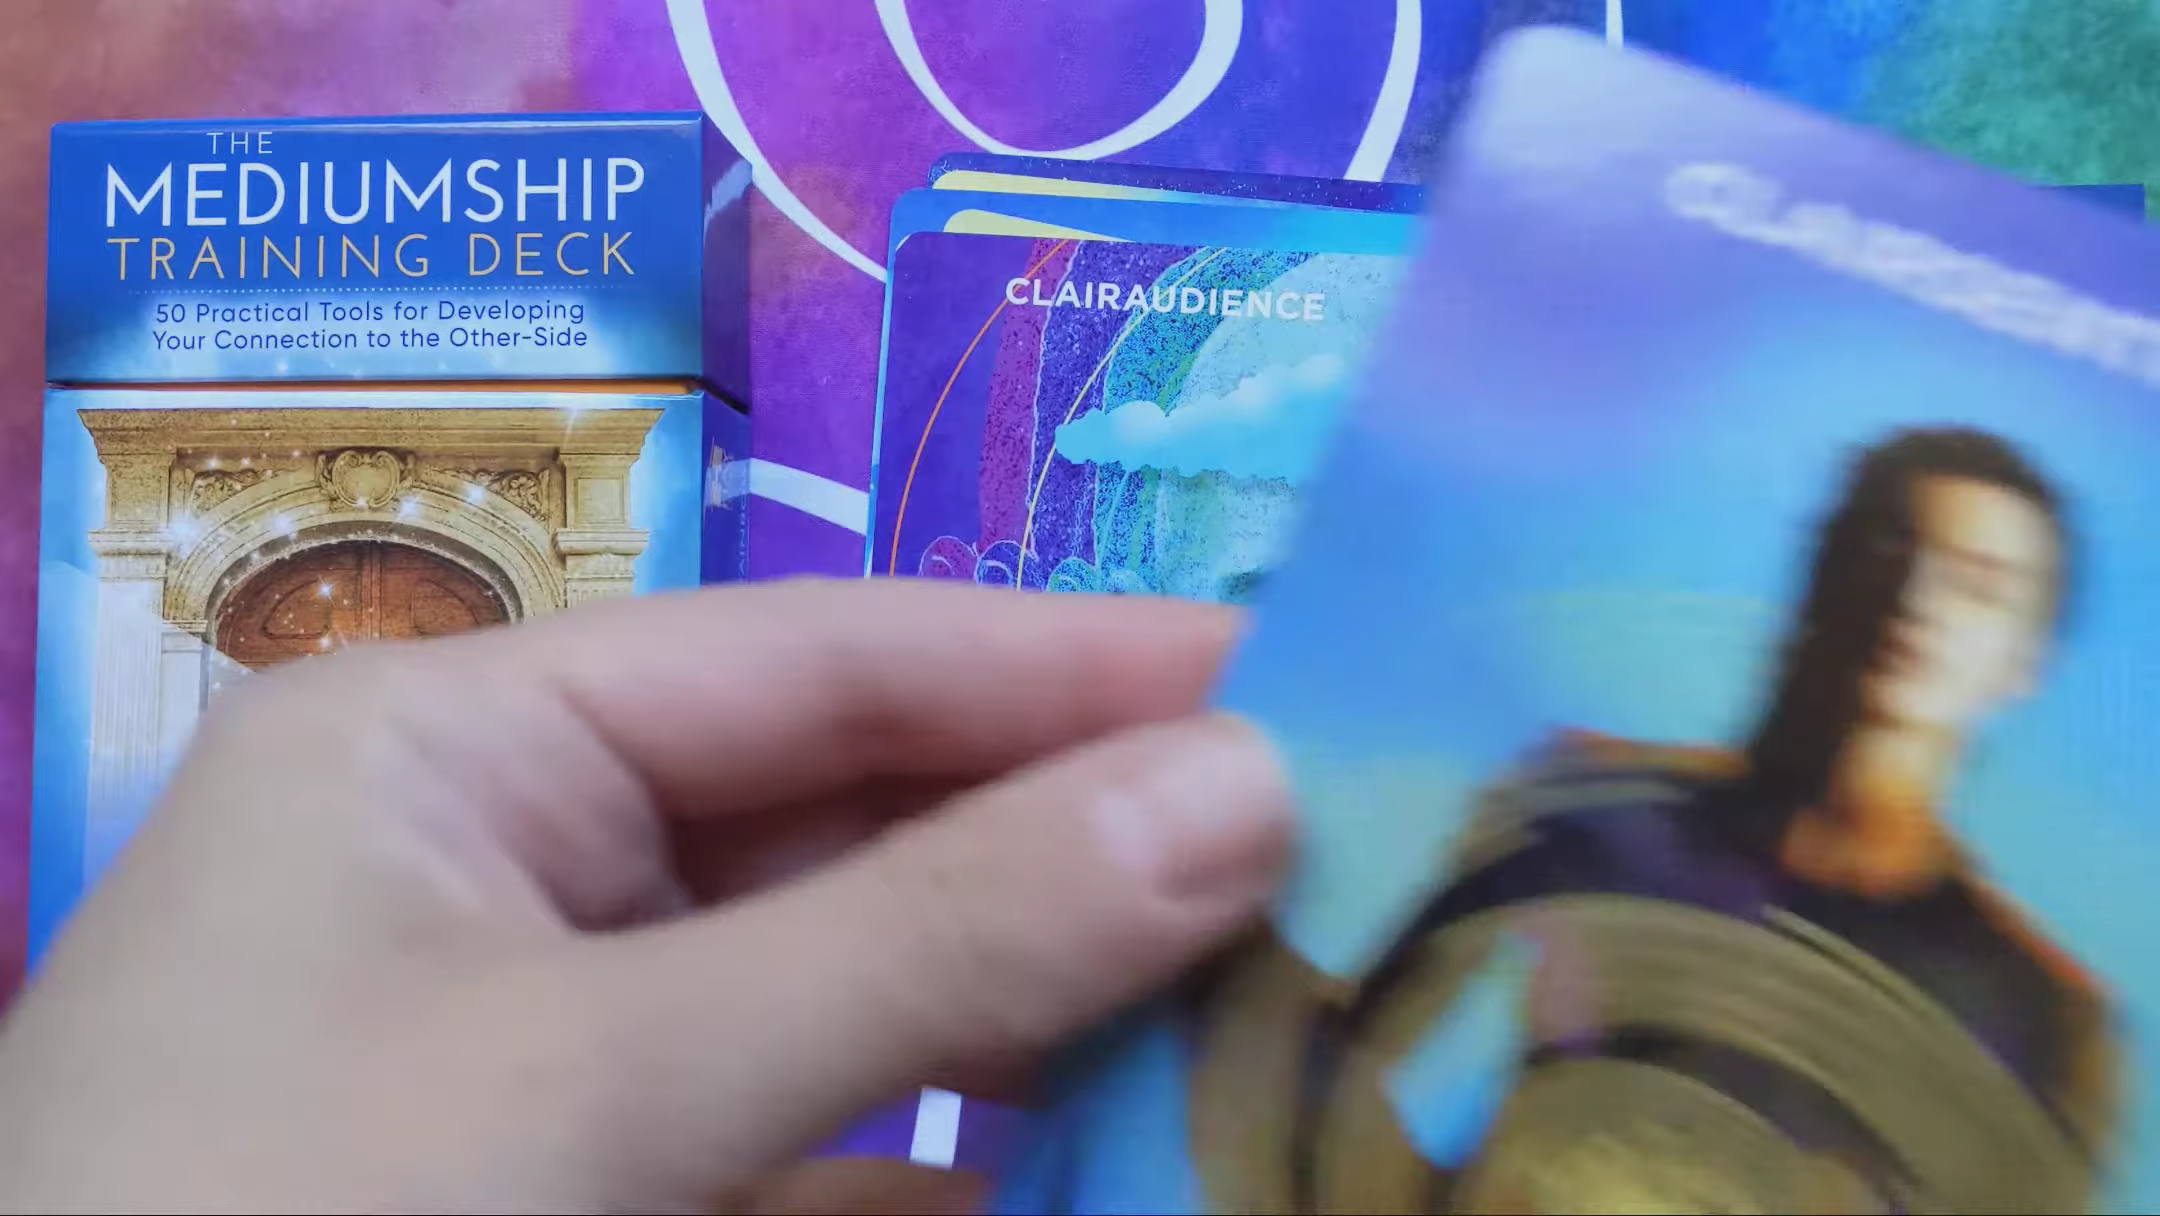 THE
MEDIUMSHIP
TRAINING DECK
50 Practical Tools for Developing
Your Connection to the Other-Side
CLAIRAUDIENCE